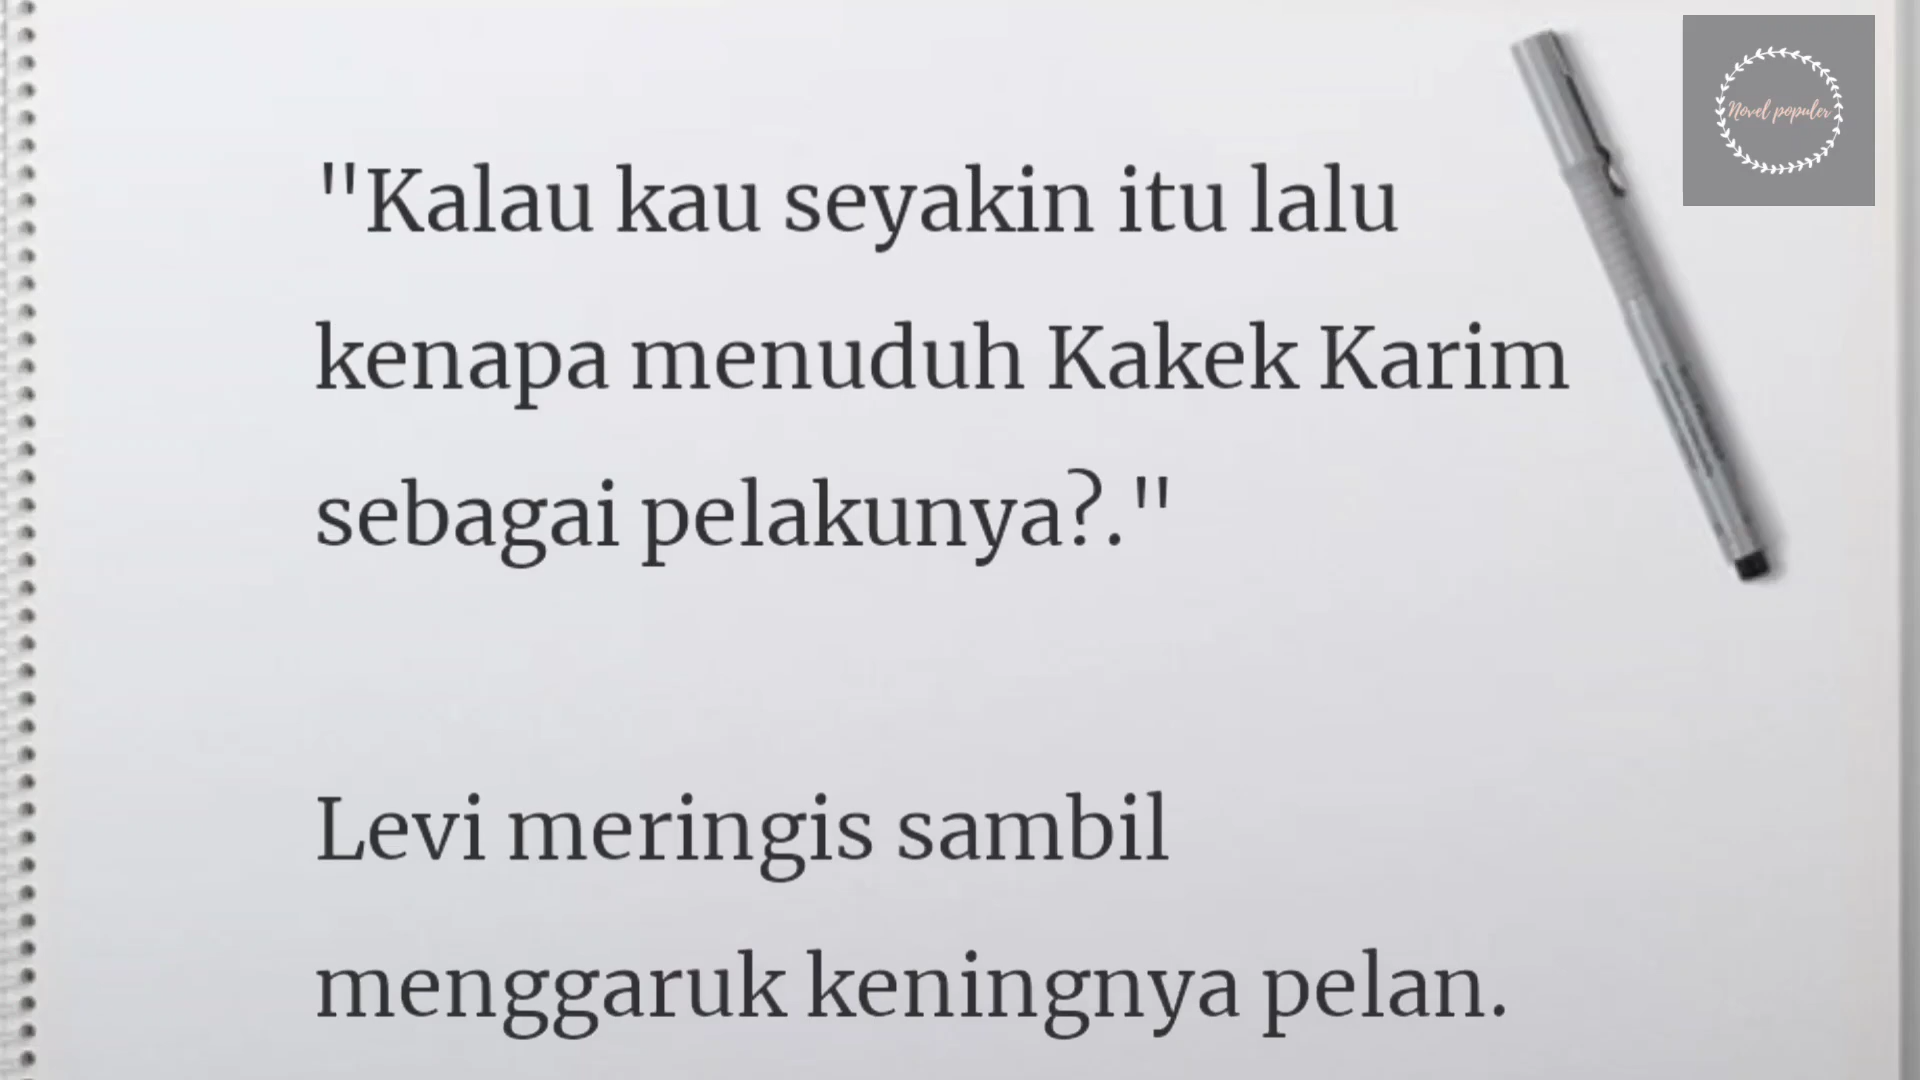 Novel populer
"Kalau kau seyakin itu lalu
kenapa menuduh Kakek Karim
sebagai pelakunya?."
Levi meringis sambil
menggaruk keningnya pelan.